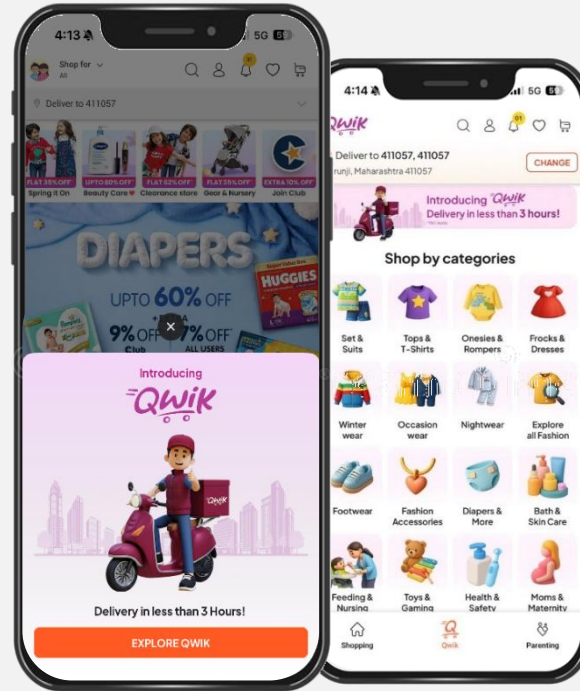 4:13
5G
Shop for
All
Deliver to 411057
FLAT 35% OFF
UPTO 60% OFF
FLAT 62% OFF
FLAT 35% OFF
EXTRA 10% OFF
Spring It On
Beauty Care
Clearance store
Gear & Nursery
Join Club
DIAPERS
UPTO 60% OFF
Super Value Box
HUGGIES
Pampers
9% OFF
7% OFF
Club
ALL USERS
Introducing
Qwik
Qwik
Delivery in less than 3 Hours!
EXPLORE QWIK
4:14
5G
Qwik
01
Deliver to 411057, 411057
runji, Maharashtra 411057
CHANGE
Introducing Qwik
Delivery in less than 3 hours!
Shop by categories
Set &
Suits
Tops &
T-Shirts
Onesies &
Rompers
Frocks &
Dresses
Winter
wear
Occasion
wear
Nightwear
Explore
all Fashion
Footwear
Fashion
Accessories
Diapers &
More
Bath &
Skin Care
Feeding &
Nursing
Toys &
Gaming
Health &
Safety
Moms &
Maternity
Shopping
Qwik
Parenting